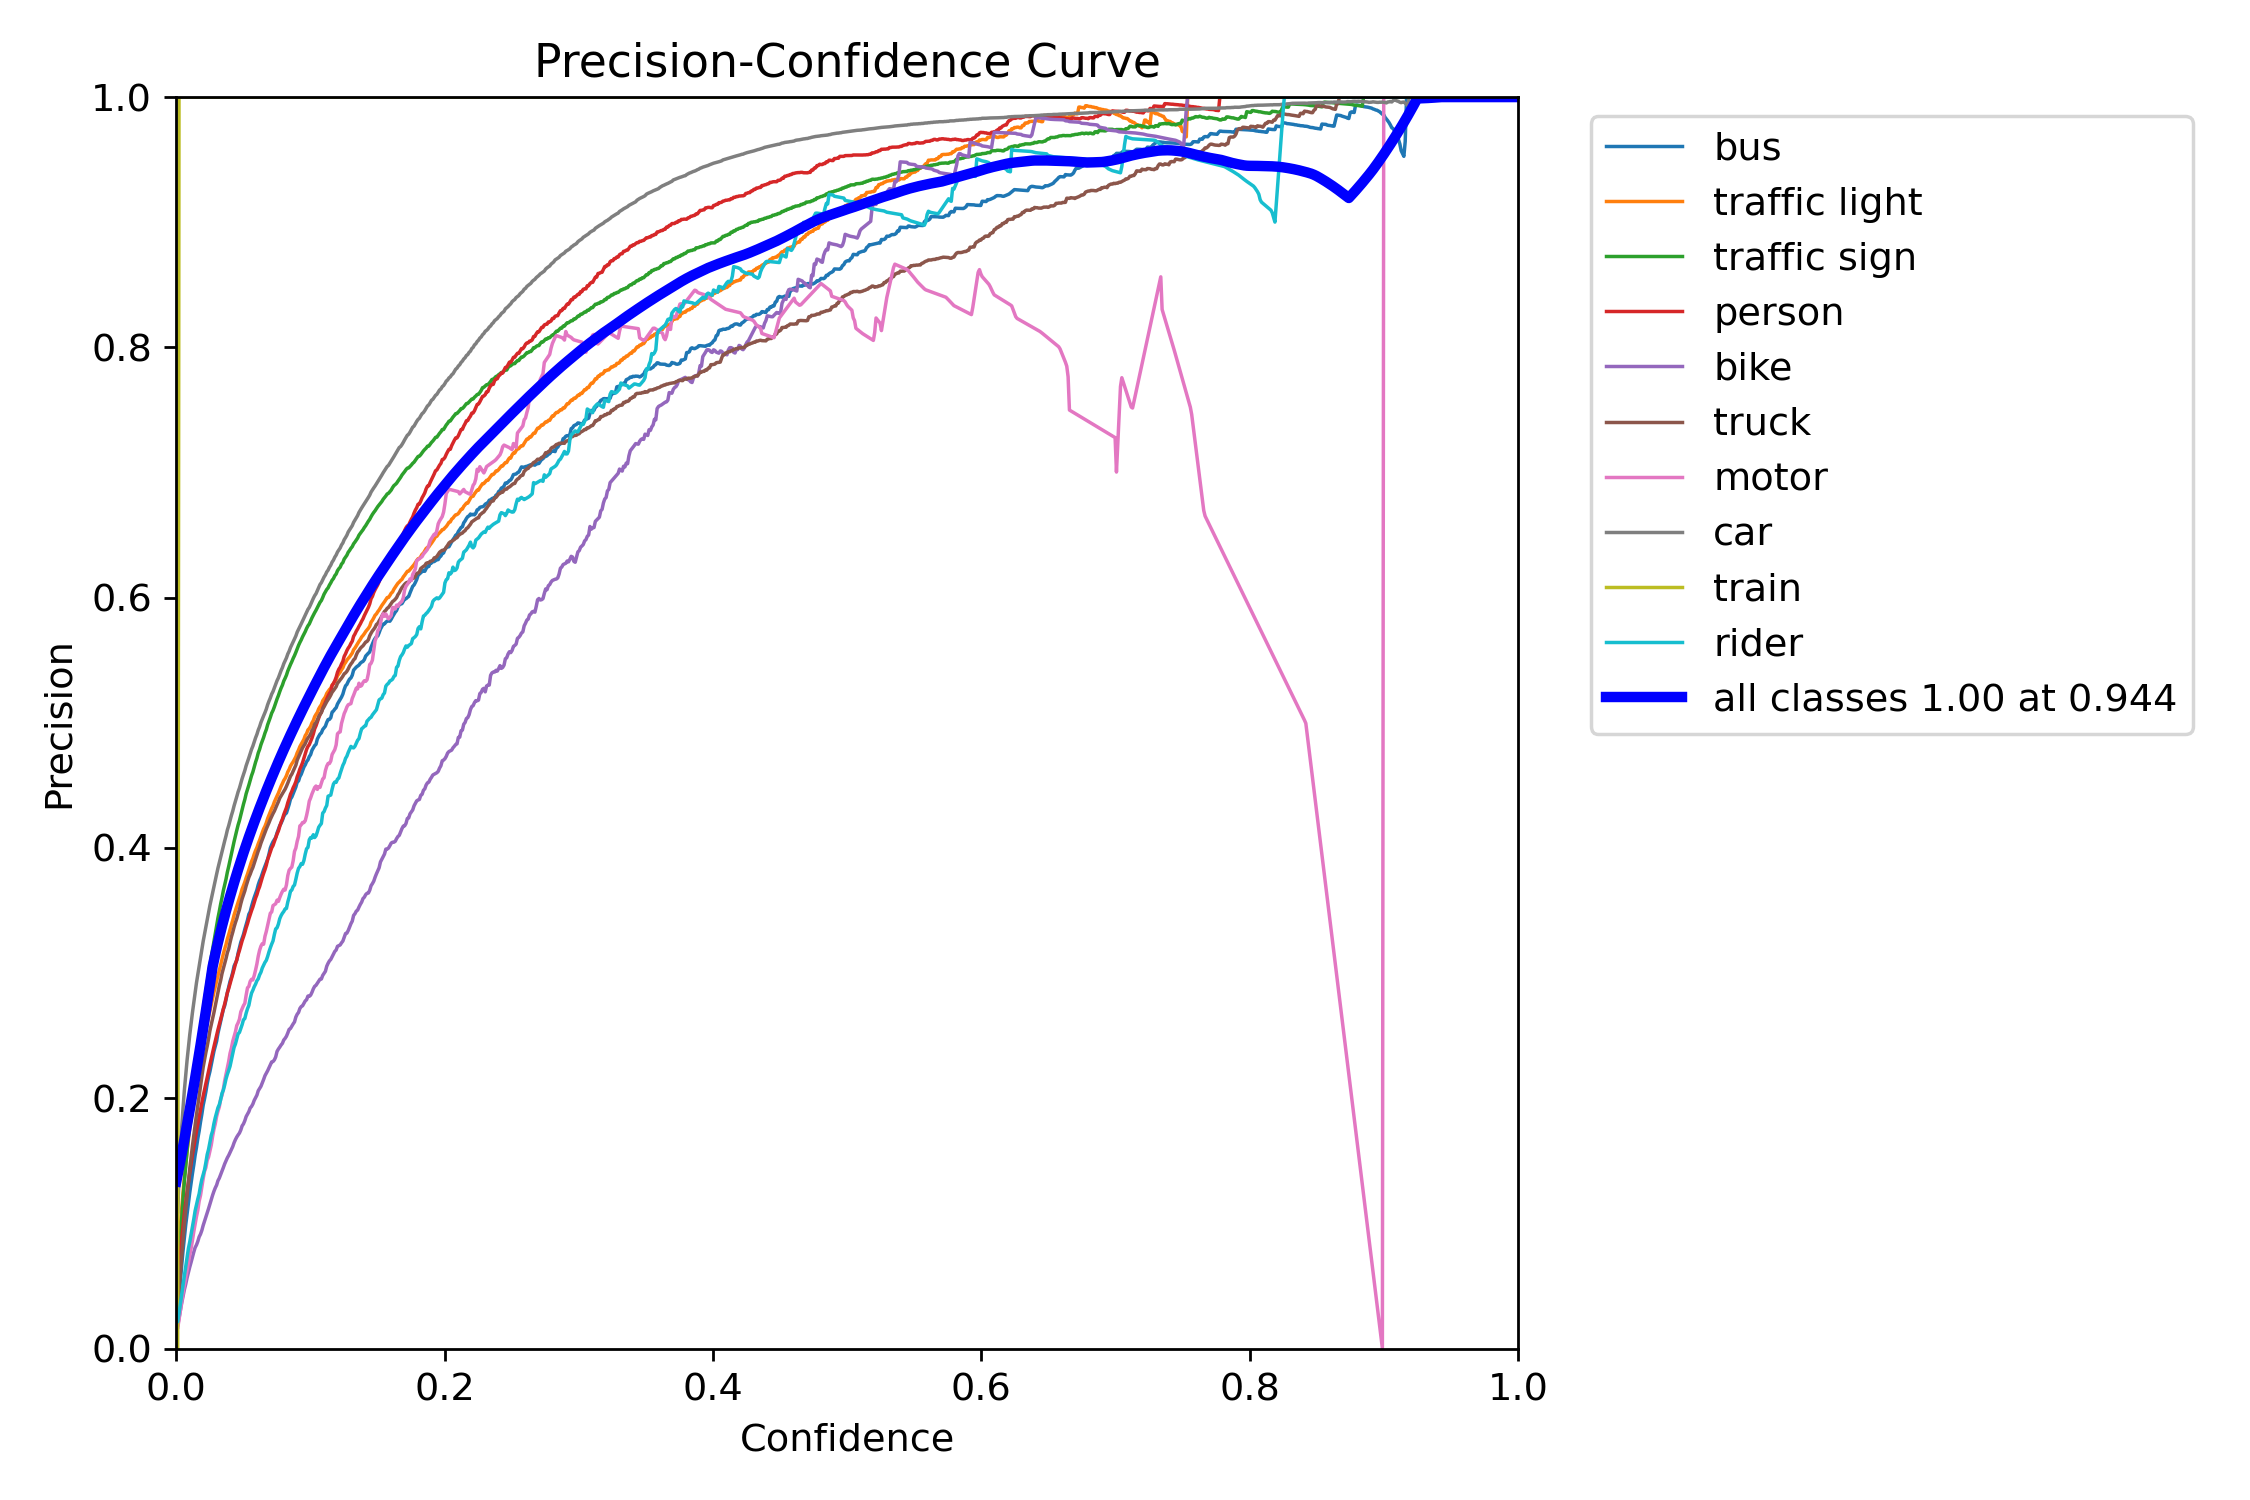 Precision-Confidence Curve
1.0
0.8
0.6
0.4
0.2
0.0
Precision
0.0 0.2 0.4 0.6 0.8 1.0
Confidence
bus
traffic light
traffic sign
person
bike
truck
motor
car
train
rider
all classes 1.00 at 0.944